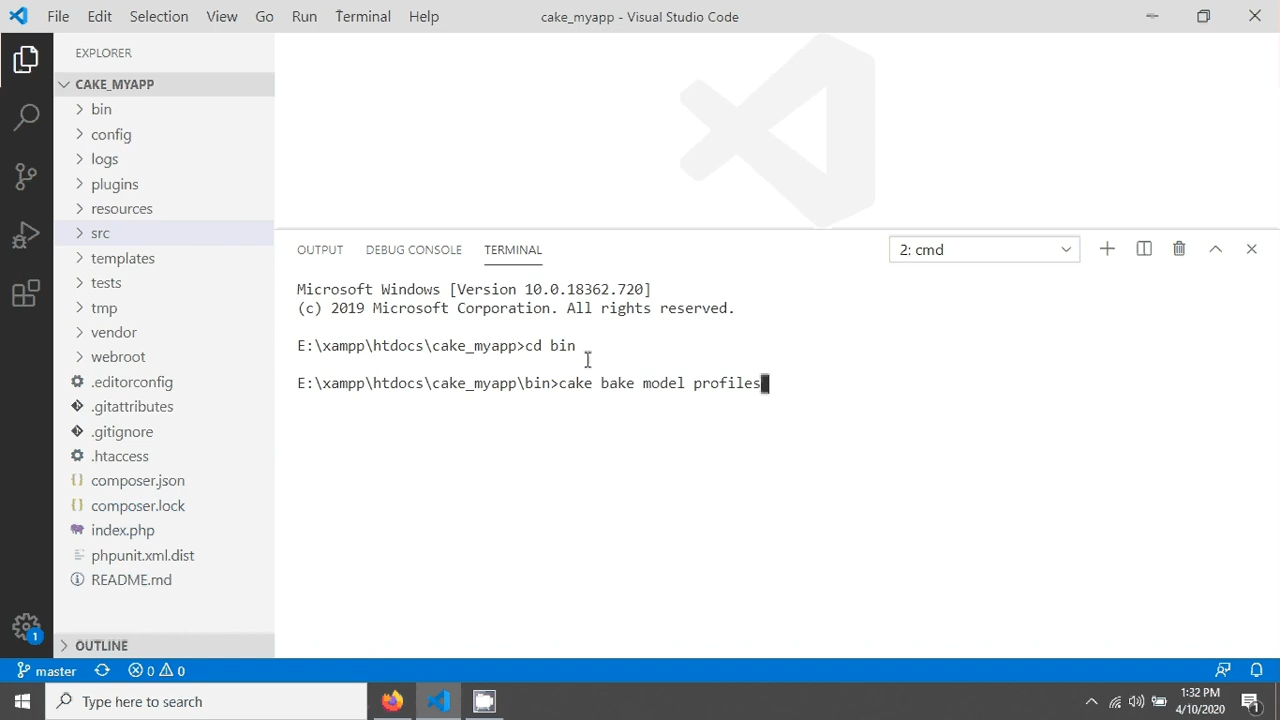 File Edit Selection View Go Run Terminal Help cake_myapp - Visual Studio Code
EXPLORER
CAKE_MYAPP
bin
config
logs
plugins
resources
src
templates
tests
tmp
vendor
webroot
.editorconfig
.gitattributes
.gitignore
.htaccess
composer.json
composer.lock
index.php
phpunit.xml.dist
README.md
OUTLINE
OUTPUT DEBUG CONSOLE TERMINAL 2: cmd
Microsoft Windows [Version 10.0.18362.720]
(c) 2019 Microsoft Corporation. All rights reserved.
E:\xampp\htdocs\cake_myapp>cd bin
E:\xampp\htdocs\cake_myapp\bin>cake bake model profiles
1
master 0 0
Type here to search
1:32 PM
4/10/2020
1